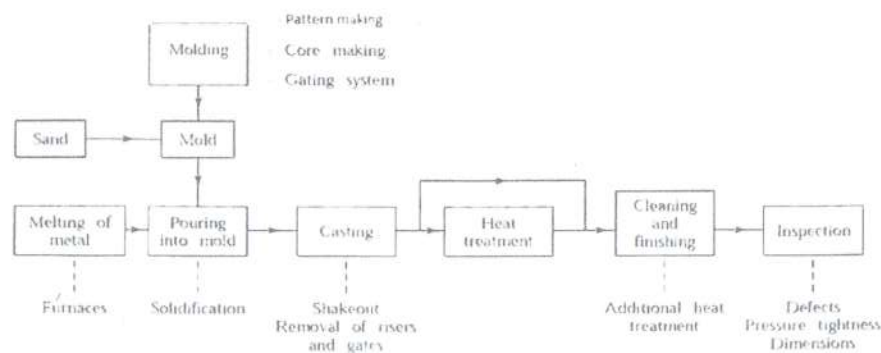 Pattern making
Molding
Core making
Gating system
Sand
Mold
Melting of
metal
Pouring
into mold
Casting
Heat
treatment
Cleaning
and
finishing
Inspection
Furnaces
Solidification
Shakeout
Removal of risers
and gates
Additional heat
treatment
Defects
Pressure tightness
Dimensions